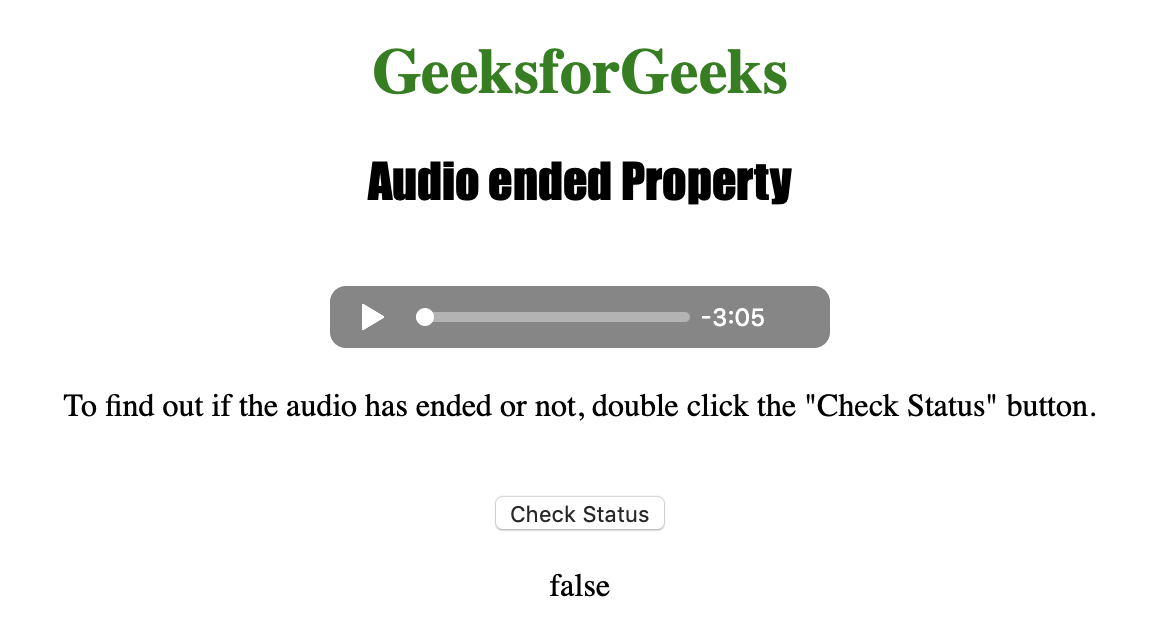 GeeksforGeeks
Audio ended Property
-3:05
To find out if the audio has ended or not, double click the "Check Status" button.
Check Status
false